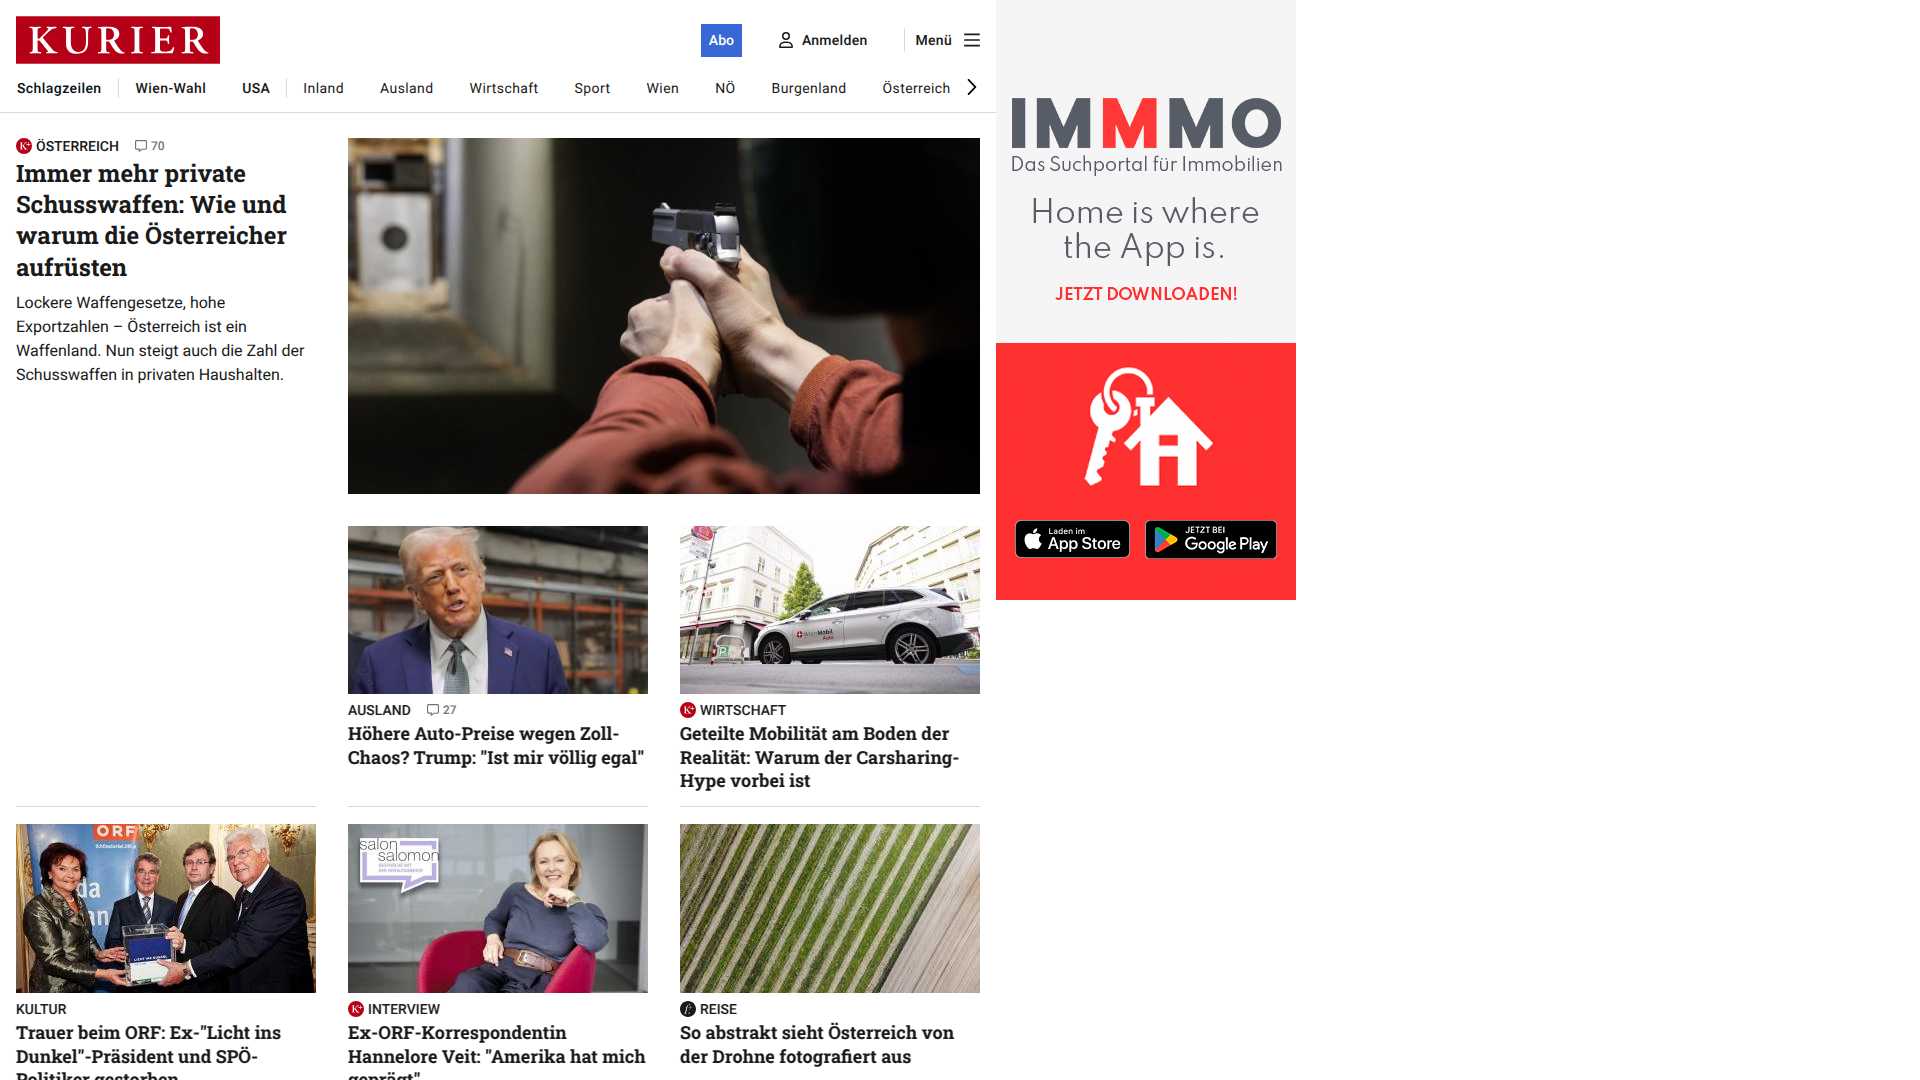 KURIER
Abo
Anmelden
Menü
Schlagzeilen
Wien-Wahl
USA
Inland
Ausland
Wirtschaft
Sport
Wien
NÖ
Burgenland
Österreich
K+ ÖSTERREICH 70
Immer mehr private
Schusswaffen: Wie und
warum die Österreicher
aufrüsten
Lockere Waffengesetze, hohe
Exportzahlen – Österreich ist ein
Waffenland. Nun steigt auch die Zahl der
Schusswaffen in privaten Haushalten.
AUSLAND 27
Höhere Auto-Preise wegen Zoll-
Chaos? Trump: "Ist mir völlig egal"
K+ WIRTSCHAFT
Geteilte Mobilität am Boden der
Realität: Warum der Carsharing-
Hype vorbei ist
ORF
KULTUR
Trauer beim ORF: Ex-"Licht ins
Dunkel"-Präsident und SPÖ-
Politiker gestorben
salon
salomon
K+ INTERVIEW
Ex-ORF-Korrespondentin
Hannelore Veit: "Amerika hat mich
geprägt"
REISE
So abstrakt sieht Österreich von
der Drohne fotografiert aus
IMMMO
Das Suchportal für Immobilien
Home is where
the App is.
JETZT DOWNLOADEN!
Laden im
App Store
JETZT BEI
Google Play